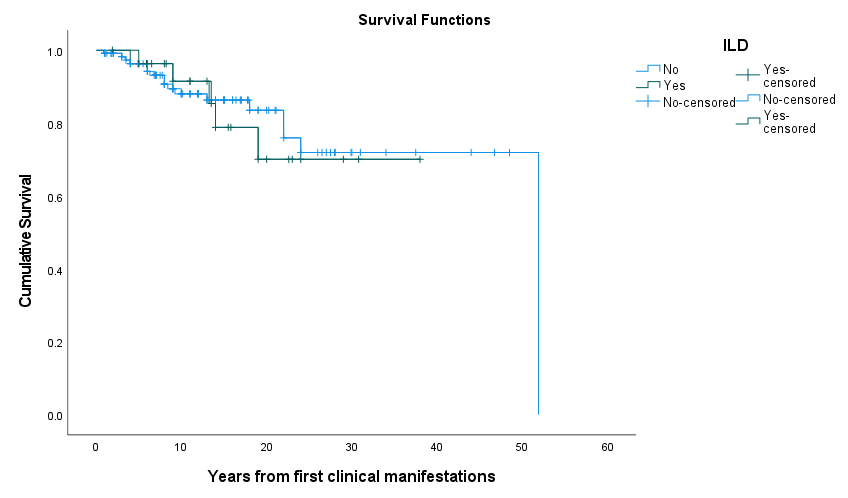 Survival Functions
ILD
No
Yes
No-censored
Yes-
censored
No-censored
Yes-
censored
1.0
0.8
0.6
0.4
0.2
0.0
Cumulative Survival
0 10 20 30 40 50 60
Years from first clinical manifestations